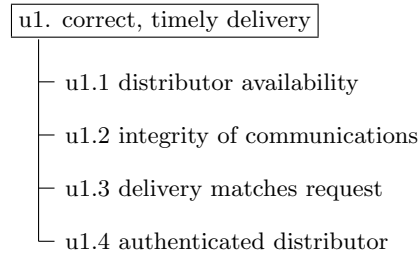 u1. correct, timely delivery
u1.1 distributor availability
u1.2 integrity of communications
u1.3 delivery matches request
u1.4 authenticated distributor